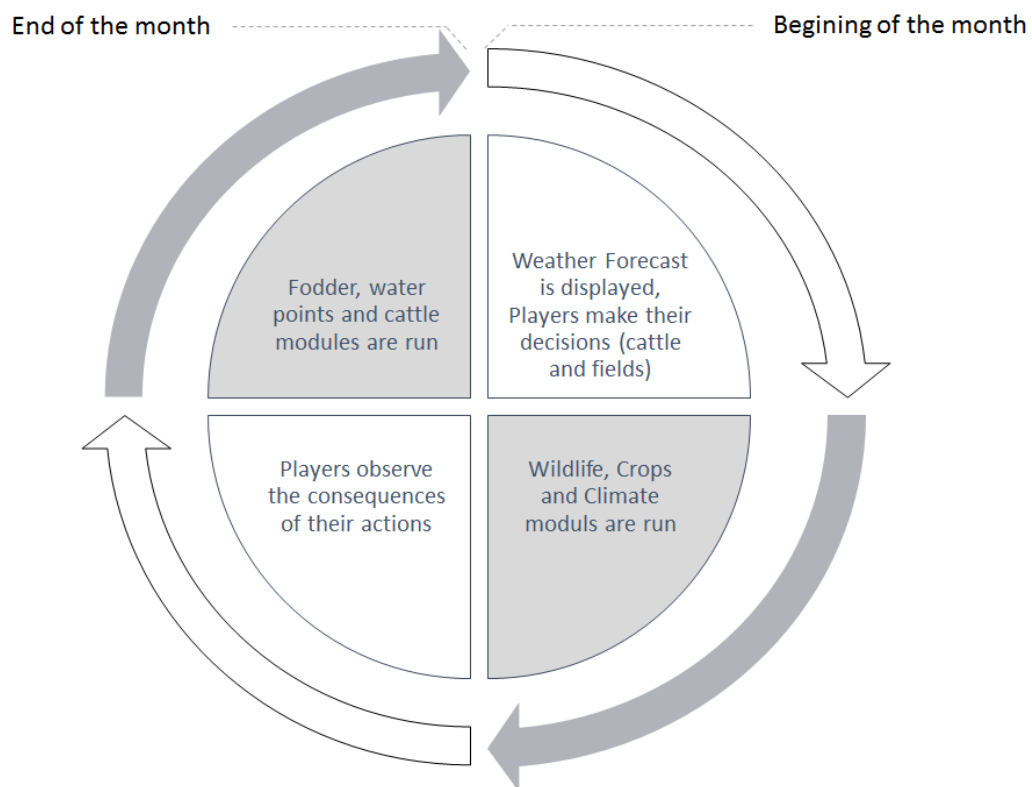 End of the month
Begining of the month
Weather Forecast
is displayed,
Players make their
decisions (cattle
and fields)
Wildlife, Crops
and Climate
moduls are run
Players observe
the consequences
of their actions
Fodder, water
points and cattle
modules are run